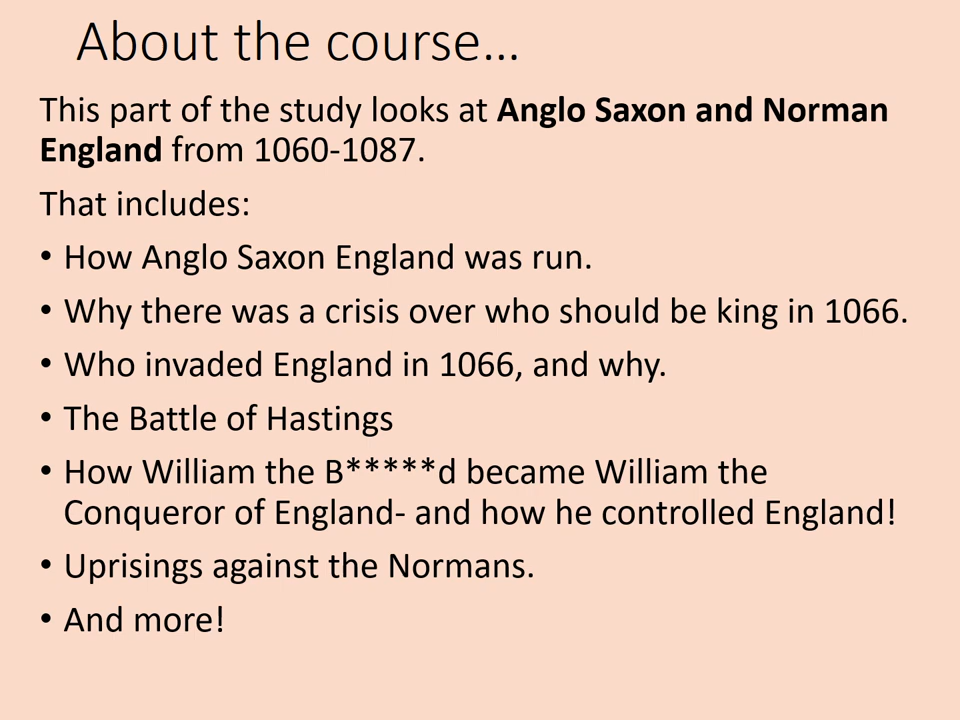 About the course...
This part of the study looks at Anglo Saxon and Norman
England from 1060-1087.
That includes:
• How Anglo Saxon England was run.
• Why there was a crisis over who should be king in 1066.
• Who invaded England in 1066, and why.
• The Battle of Hastings
• How William the B*****d became William the
Conqueror of England- and how he controlled England!
• Uprisings against the Normans.
• And more!